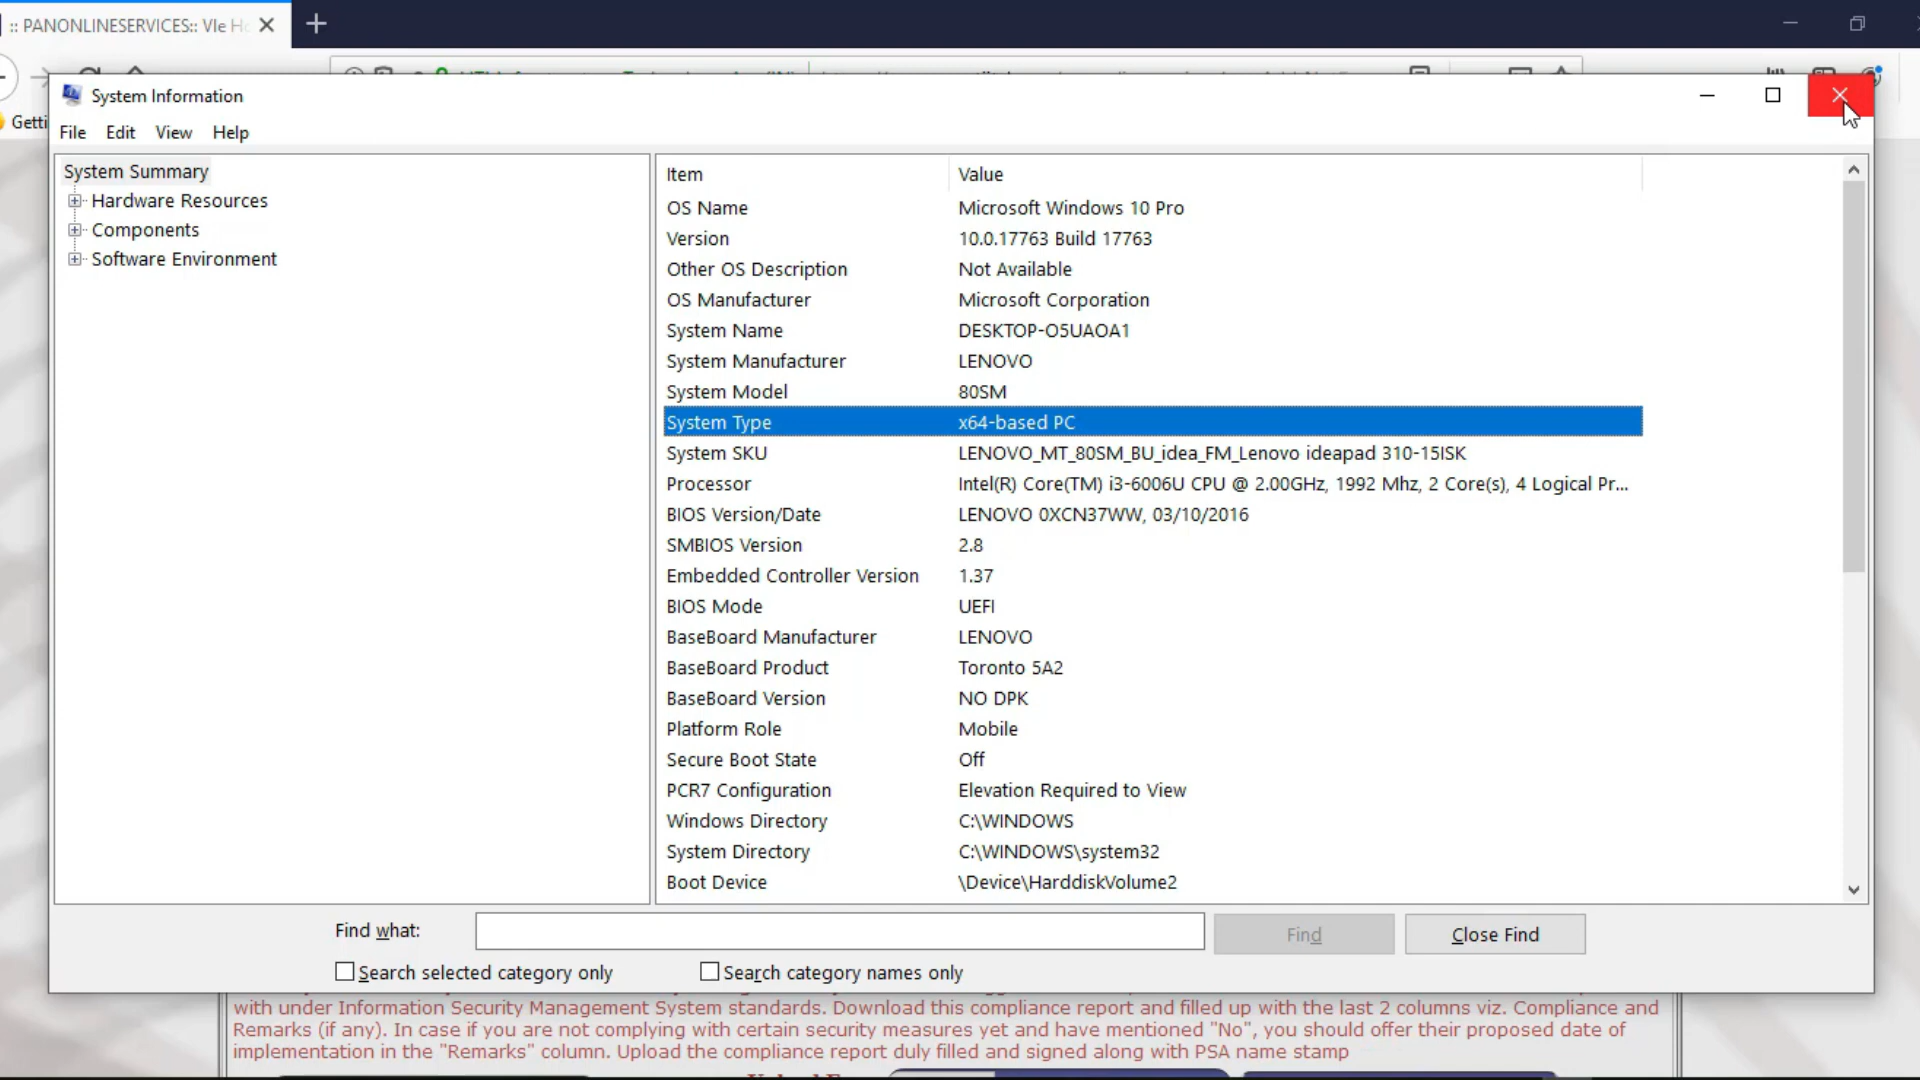 :: PANONLINESERVICES:: Vle Ho
Getti
System Information
File Edit View Help
System Summary
Hardware Resources
Components
Software Environment
Item Value
OS Name Microsoft Windows 10 Pro
Version 10.0.17763 Build 17763
Other OS Description Not Available
OS Manufacturer Microsoft Corporation
System Name DESKTOP-O5UAOA1
System Manufacturer LENOVO
System Model 80SM
System Type x64-based PC
System SKU LENOVO_MT_80SM_BU_idea_FM_Lenovo ideapad 310-15ISK
Processor Intel(R) Core(TM) i3-6006U CPU @ 2.00GHz, 1992 Mhz, 2 Core(s), 4 Logical Pr...
BIOS Version/Date LENOVO 0XCN37WW, 03/10/2016
SMBIOS Version 2.8
Embedded Controller Version 1.37
BIOS Mode UEFI
BaseBoard Manufacturer LENOVO
BaseBoard Product Toronto 5A2
BaseBoard Version NO DPK
Platform Role Mobile
Secure Boot State Off
PCR7 Configuration Elevation Required to View
Windows Directory C:\WINDOWS
System Directory C:\WINDOWS\system32
Boot Device \Device\HarddiskVolume2
Find what: Find Close Find
Search selected category only Search category names only
with under Information Security Management System standards. Download this compliance report and filled up with the last 2 columns viz. Compliance and
Remarks (if any). In case if you are not complying with certain security measures yet and have mentioned "No", you should offer their proposed date of
implementation in the "Remarks" column. Upload the compliance report duly filled and signed along with PSA name stamp